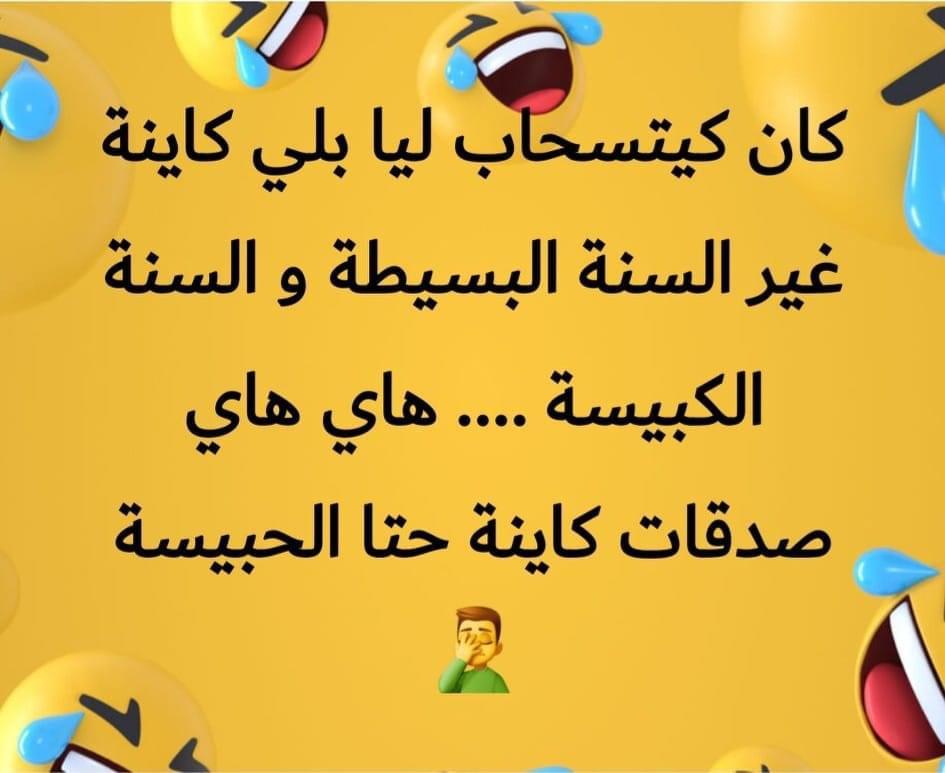 كان كيتسحاب ليا بلي كاينة
غير السنة البسيطة و السنة
الكبيسة .... هاي هاي
صدقات كاينة حتا الحبيسة